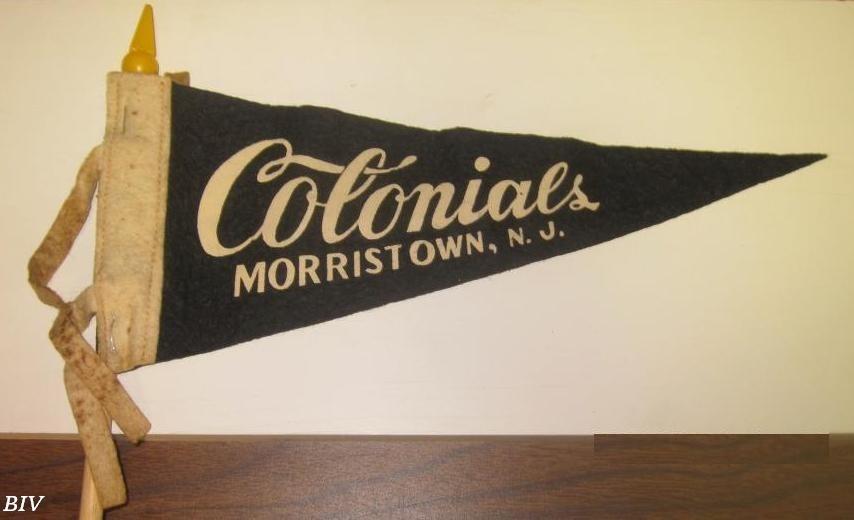 Colonials
MORRISTOWN, N. J.
BIV